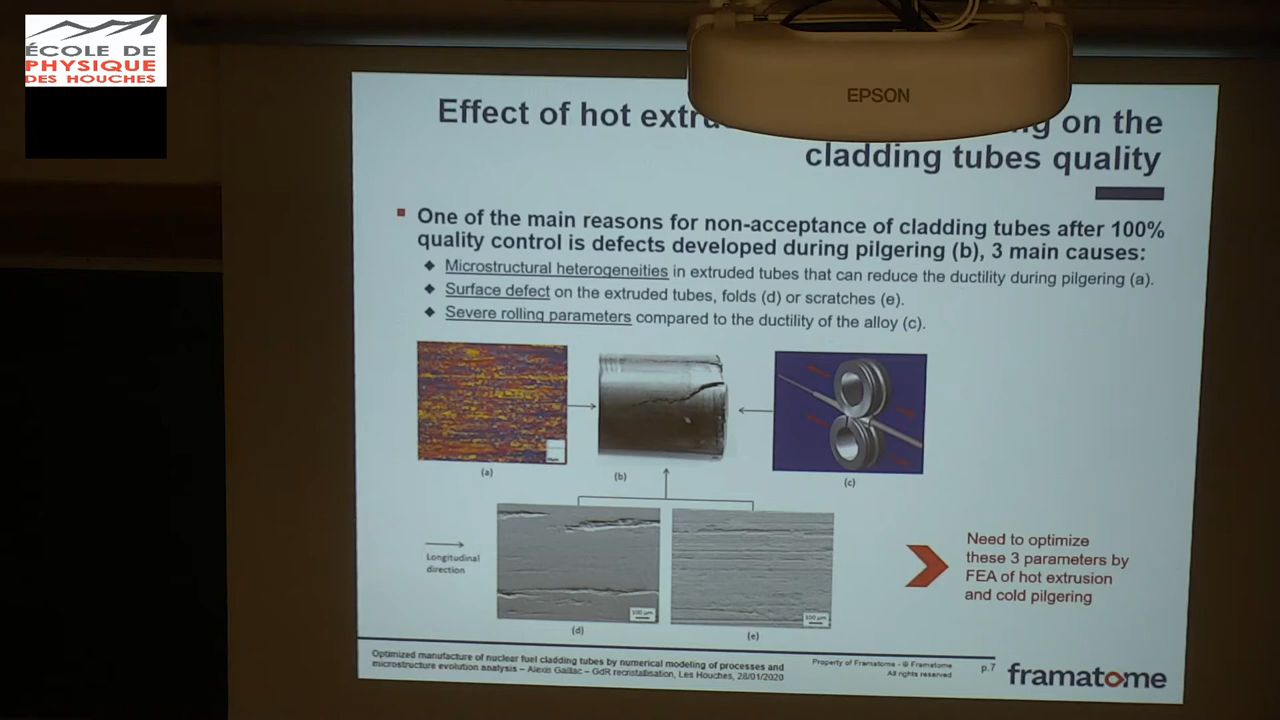 ÉCOLE DE
PHYSIQUE
DES HOUCHES
EPSON
Effect of hot on the
cladding tubes quality
One of the main reasons for non-acceptance of cladding tubes after 100%
quality control is defects developed during pilgering (b), 3 main causes:
Microstructural heterogeneities in extruded tubes that can reduce the ductility during pilgering (a).
Surface defect on the extruded tubes, folds (d) or scratches (e).
Severe rolling parameters compared to the ductility of the alloy (c).
(a)
(b)
(c)
Longitudinal
direction
100 µm
100 µm
(d)
(e)
Need to optimize
these 3 parameters by
FEA of hot extrusion
and cold pilgering
Optimized manufacture of nuclear fuel cladding tubes by numerical modeling of processes and
microstructure evolution analysis – Alexis Gaillac – GdR recristallisation, Les Houches, 28/01/2020
Property of Framatome - © Framatome
All rights reserved
p.7
framatome